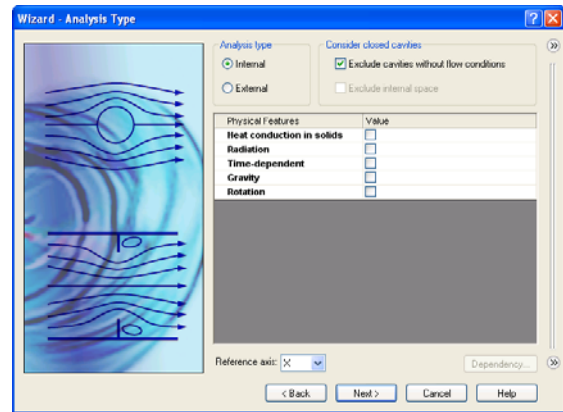 Wizard - Analysis Type
Analysis type
Internal
External
Consider closed cavities
Exclude cavities without flow conditions
Exclude internal space
Physical Features Value
Heat conduction in solids
Radiation
Time-dependent
Gravity
Rotation
Reference axis: X
Dependency...
< Back Next > Cancel Help